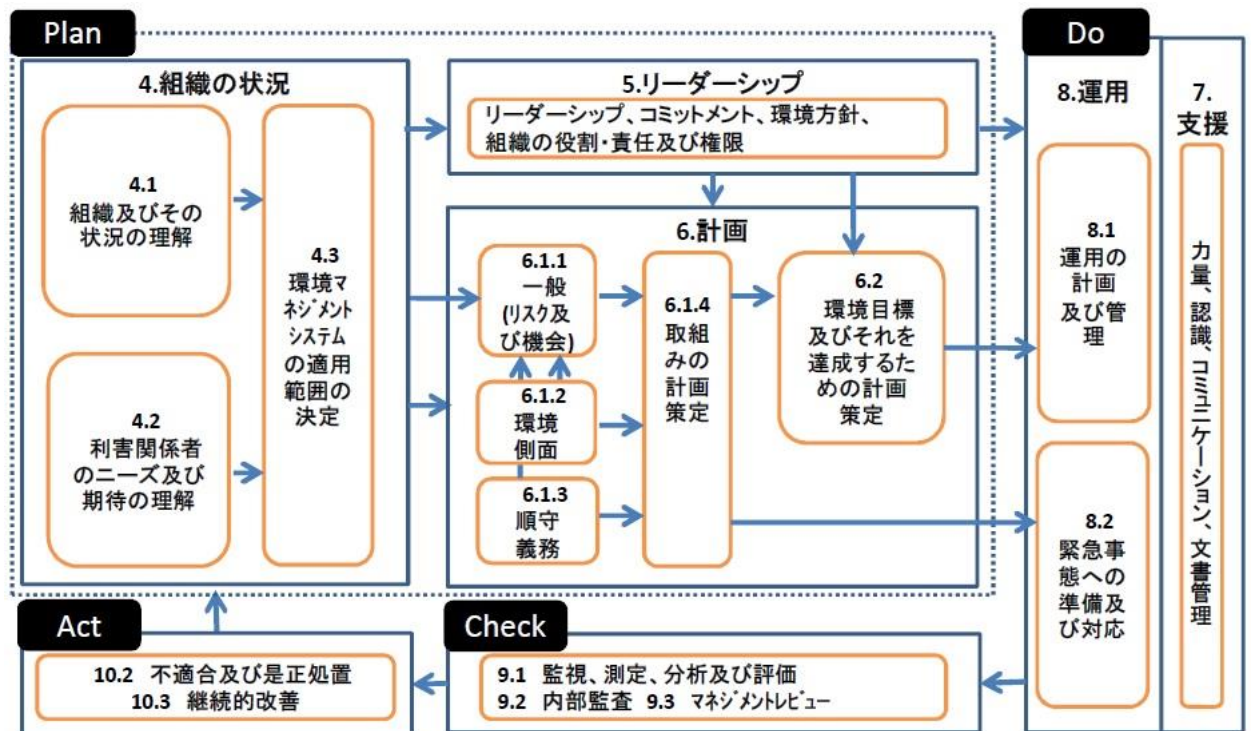 Plan
4.組織の状況
4.1
組織及びその
状況の理解
4.2
利害関係者
のニーズ及び
期待の理解
4.3
環境マ
ネジメント
システム
の適用
範囲の
決定
5.リーダーシップ
リーダーシップ、コミットメント、環境方針、
組織の役割・責任及び権限
6.計画
6.1.1
一般
(リスク及
び機会)
6.1.2
環境
側面
6.1.3
順守
義務
6.1.4
取組
みの
計画
策定
6.2
環境目標
及びそれを
達成するた
めの計画
策定
Do
8.運用
8.1
運用の
計画
及び管
理
8.2
緊急事
態への
準備及
び対応
7.
支援
力量、認識、コミュニケーション、文書管理
Check
9.1 監視、測定、分析及び評価
9.2 内部監査 9.3 マネジメントレビュー
Act
10.2 不適合及び是正処置
10.3 継続的改善